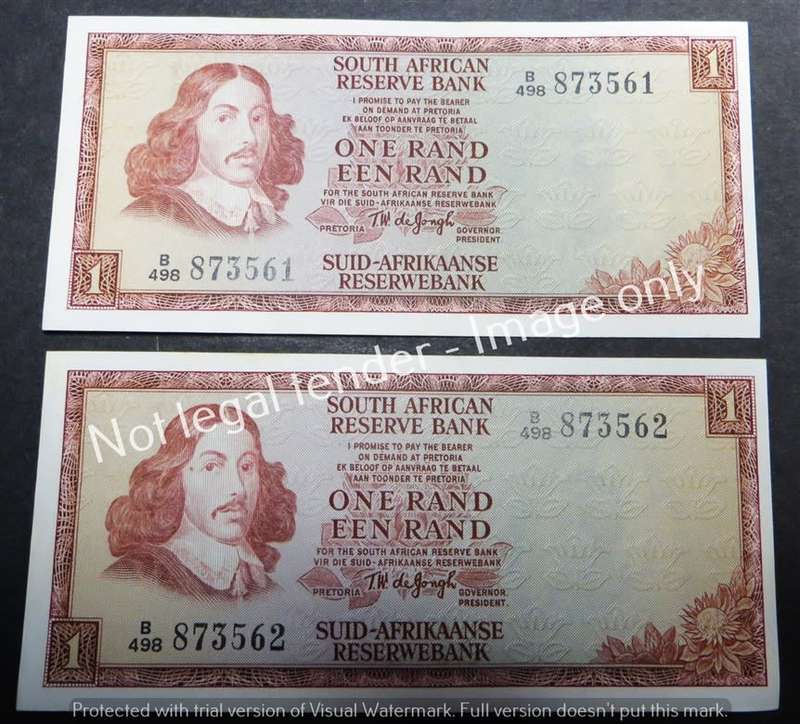 1
SOUTH AFRICAN
RESERVE BANK
B
498 873561
I PROMISE TO PAY THE BEARER
ON DEMAND AT PRETORIA
EK BELOOF OP AANVRAAG TE BETAAL
AAN TOONDER TE PRETORIA
ONE RAND
EEN RAND
FOR THE SOUTH AFRICAN RESERVE BANK
VIR DIE SUID-AFRIKAANSE RESERWEBANK
T.W. de Jongh
PRETORIA GOVERNOR
PRESIDENT
B
498 873561
1
SUID-AFRIKAANSE
RESERWEBANK
Not legal tender - Image only
1
SOUTH AFRICAN
RESERVE BANK
B
498 873562
I PROMISE TO PAY THE BEARER
ON DEMAND AT PRETORIA
EK BELOOF OP AANVRAAG TE BETAAL
AAN TOONDER TE PRETORIA
ONE RAND
EEN RAND
FOR THE SOUTH AFRICAN RESERVE BANK
VIR DIE SUID-AFRIKAANSE RESERWEBANK
T.W. de Jongh
PRETORIA GOVERNOR.
PRESIDENT.
B
498 873562
1
SUID-AFRIKAANSE
RESERWEBANK
Protected with trial version of Visual Watermark. Full version doesn't put this mark.